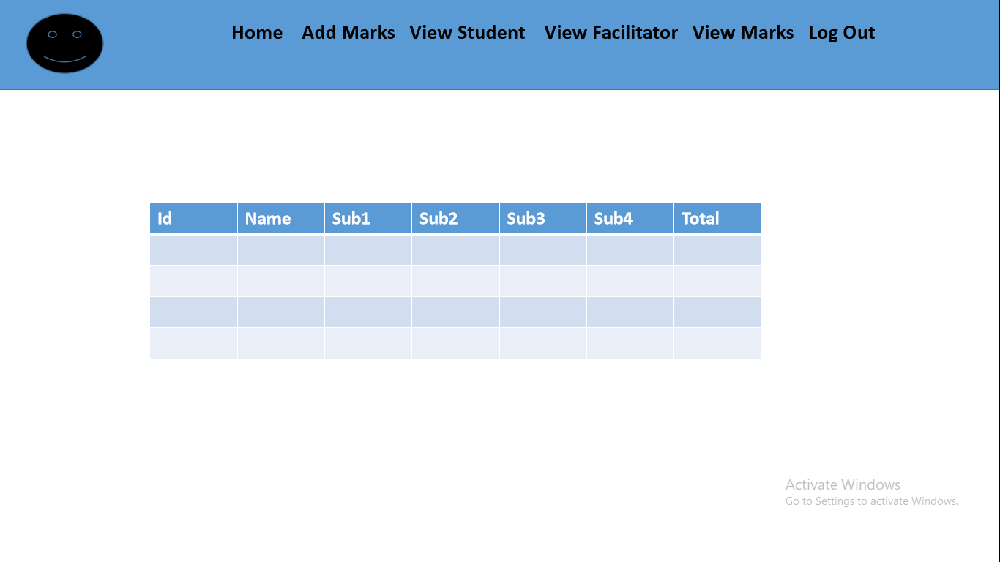 Home Add Marks View Student View Facilitator View Marks Log Out
Id Name Sub1 Sub2 Sub3 Sub4 Total
Activate Windows
Go to Settings to activate Windows.